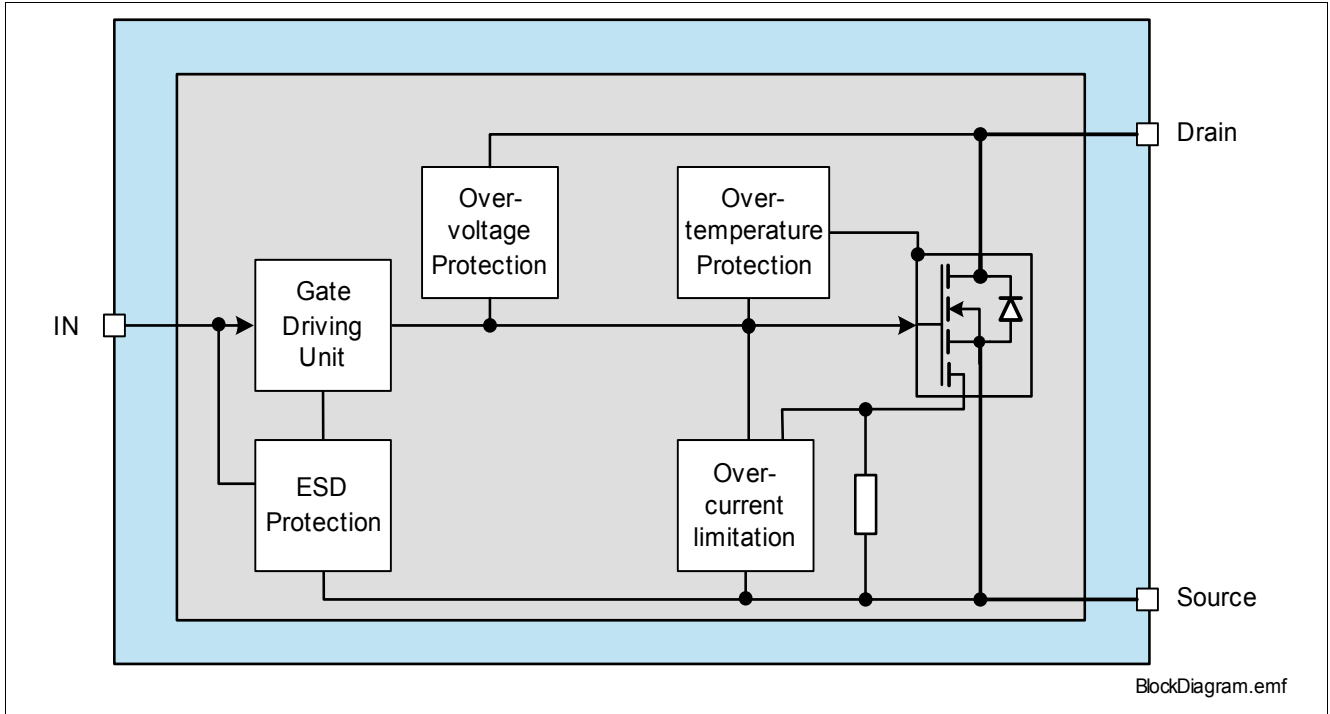 Drain
Over-
voltage
Protection
Over-
temperature
Protection
IN
Gate
Driving
Unit
ESD
Protection
Over-
current
limitation
Source
BlockDiagram.emf